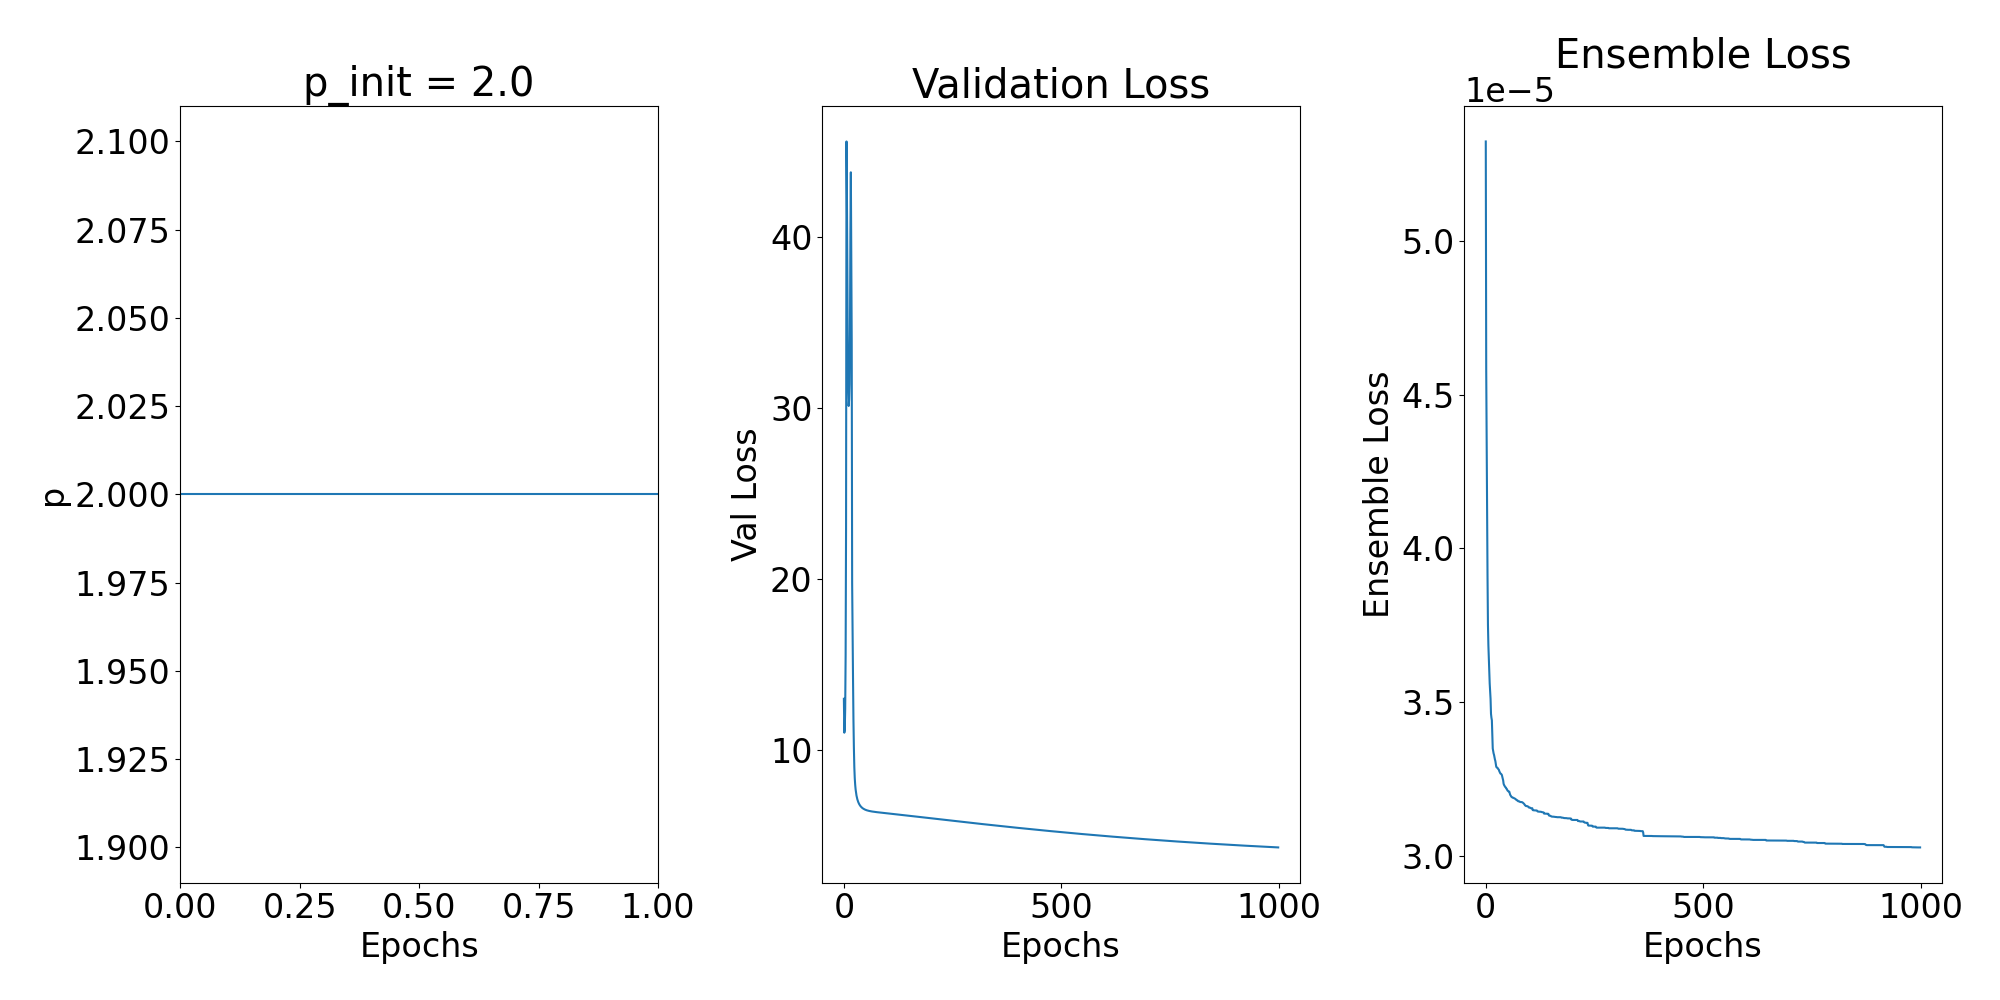 p_init = 2.0
p
2.100
2.075
2.050
2.025
2.000
1.975
1.950
1.925
1.900
0.00 0.25 0.50 0.75 1.00
Epochs
Validation Loss
Val Loss
40
30
20
10
0 500 1000
Epochs
Ensemble Loss
1e−5
Ensemble Loss
5.0
4.5
4.0
3.5
3.0
0 500 1000
Epochs